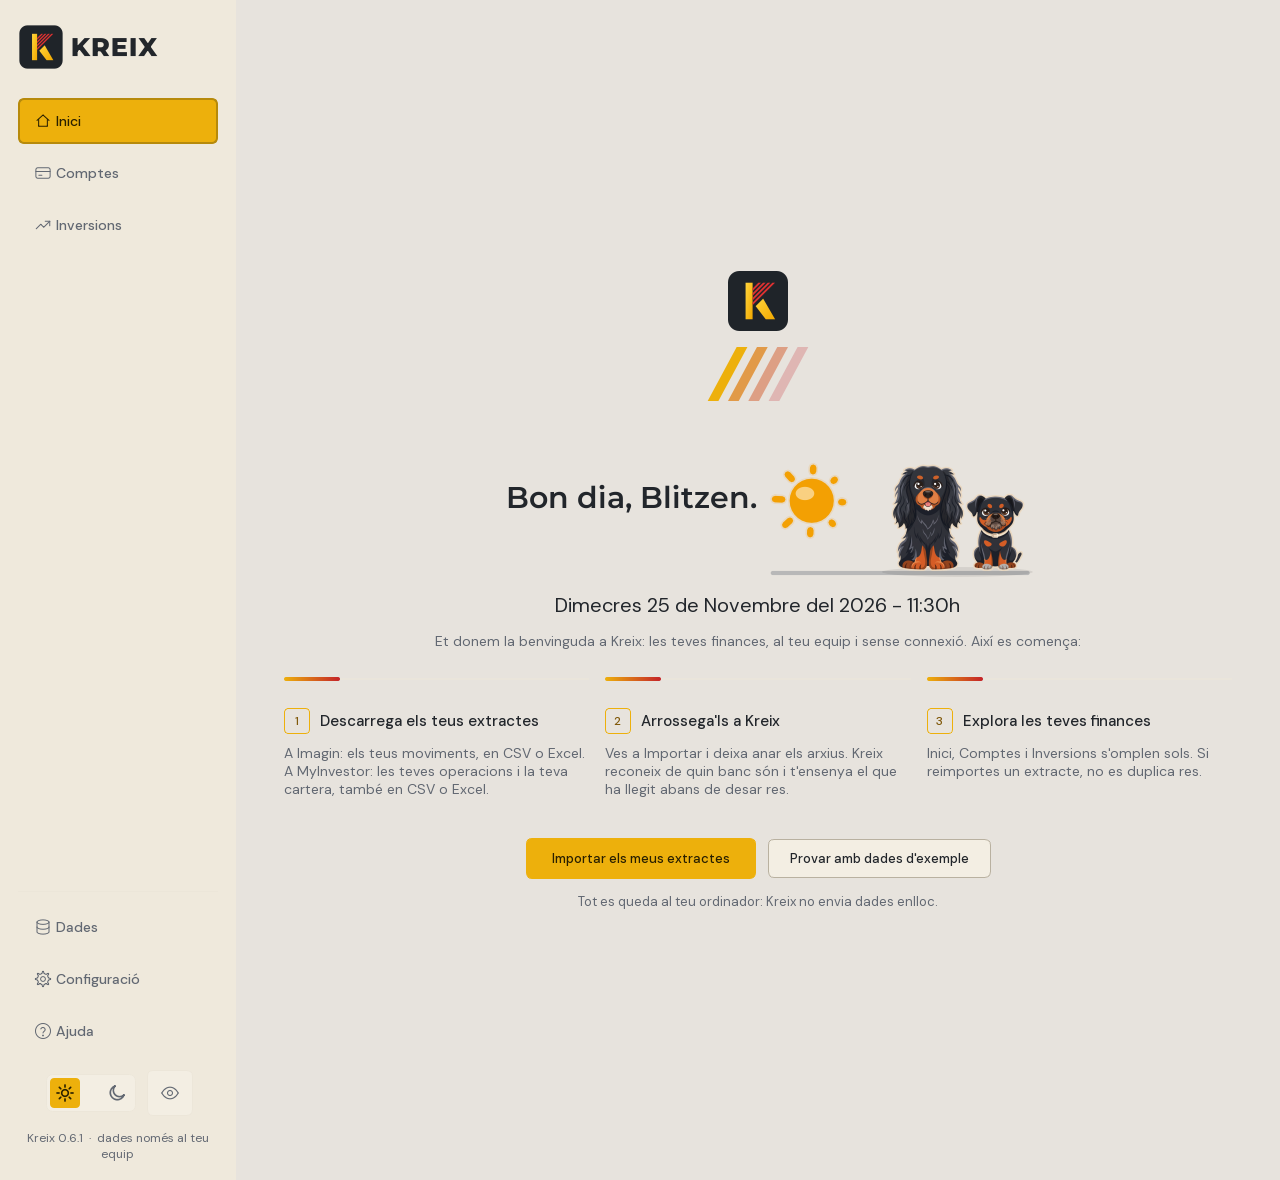 KREIX
Inici
Comptes
Inversions
Dades
Configuració
Ajuda
Kreix 0.6.1 · dades només al teu
equip
Bon dia, Blitzen.
Dimecres 25 de Novembre del 2026 - 11:30h
Et donem la benvinguda a Kreix: les teves finances, al teu equip i sense connexió. Així es comença:
1 Descarrega els teus extractes
A Imagin: els teus moviments, en CSV o Excel.
A MyInvestor: les teves operacions i la teva
cartera, també en CSV o Excel.
2 Arrossega'ls a Kreix
Ves a Importar i deixa anar els arxius. Kreix
reconeix de quin banc són i t'ensenya el que
ha llegit abans de desar res.
3 Explora les teves finances
Inici, Comptes i Inversions s'omplen sols. Si
reimportes un extracte, no es duplica res.
Importar els meus extractes
Provar amb dades d'exemple
Tot es queda al teu ordinador: Kreix no envia dades enlloc.